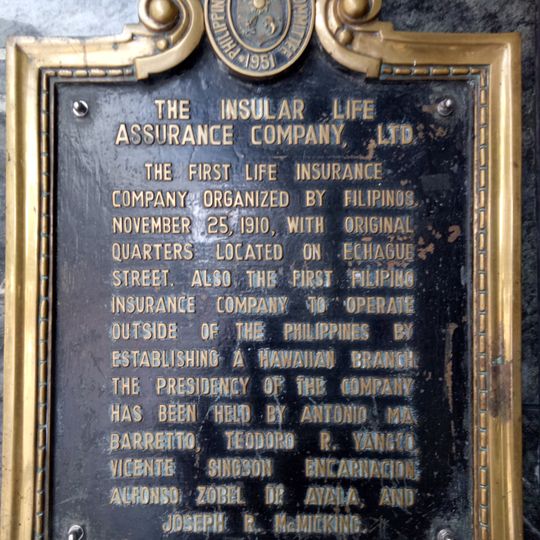 PHILIPPINE
COMMITTEE
1951
THE INSULAR LIFE
ASSURANCE COMPANY, LTD
THE FIRST LIFE INSURANCE
COMPANY ORGANIZED BY FILIPINOS
NOVEMBER 25, 1910, WITH ORIGINAL
QUARTERS LOCATED ON ECHAGUE
STREET. ALSO THE FIRST FILIPINO
INSURANCE COMPANY TO OPERATE
OUTSIDE OF THE PHILIPPINES BY
ESTABLISHING A HAWAIIAN BRANCH
THE PRESIDENCY OF THE COMPANY
HAS BEEN HELD BY ANTONIO MA
BARRETTO, TEODORO R. YANGCO
VICENTE SINGSON ENCARNACION
ALFONSO ZOBEL DE AYALA, AND
JOSEPH R. McMICKING.